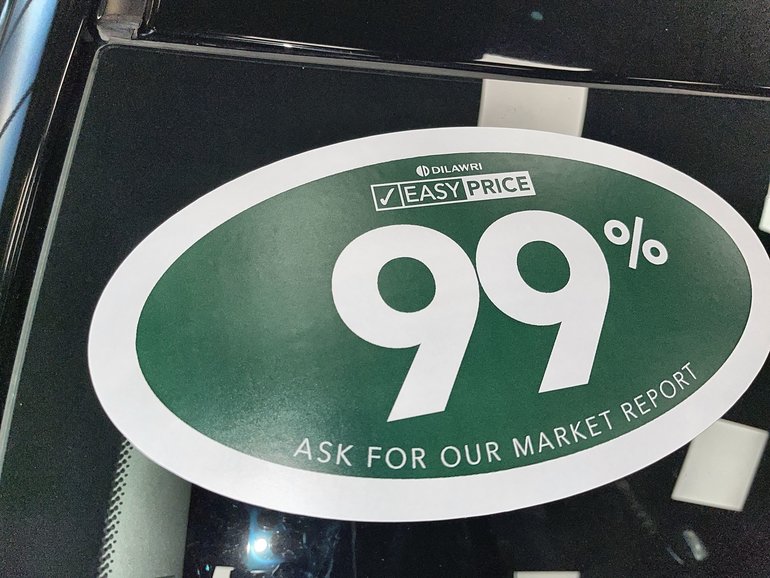 DILAWRI
✓ EASY PRICE
99%
ASK FOR OUR MARKET REPORT